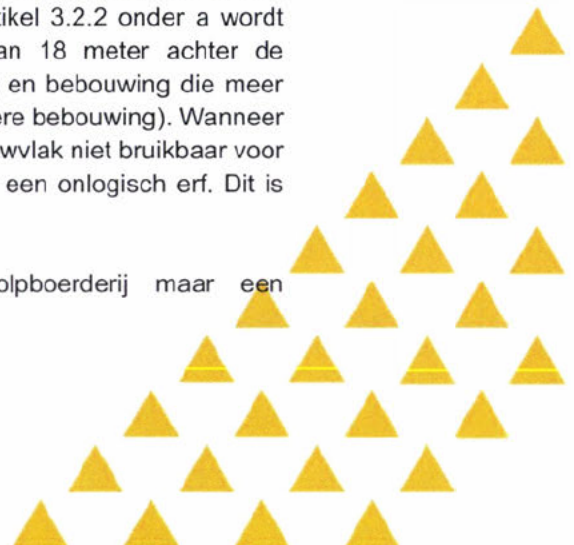 ikel 3.2.2 onder a wordt
an 18 meter achter de
en bebouwing die meer
ere bebouwing). Wanneer
wvlak niet bruikbaar voor
een onlogisch erf. Dit is
olpboerderij maar een